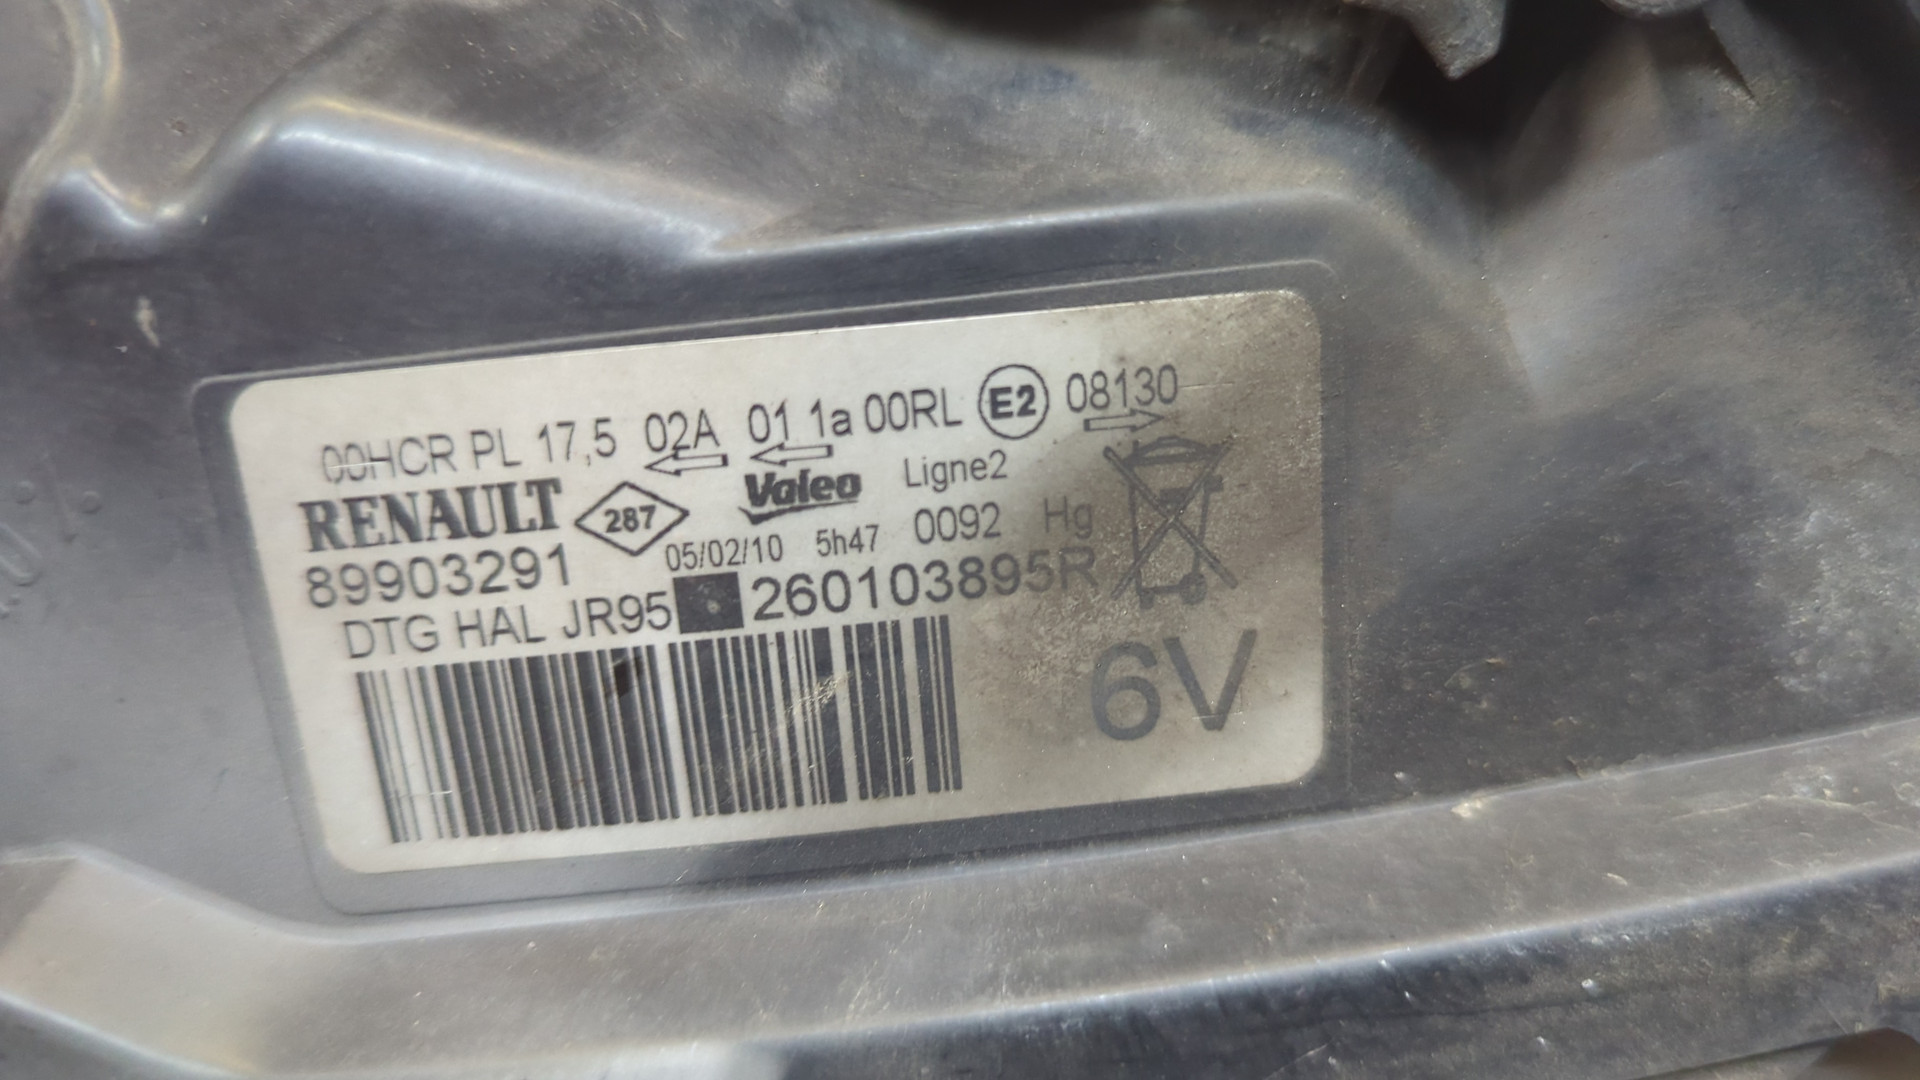 00HCR PL 17,5 02A 01 1a 00RL E2 08130
RENAULT 287 Valeo Ligne2
89903291 05/02/10 5h47 0092 Hg
DTG HAL JR95 260103895R
6V